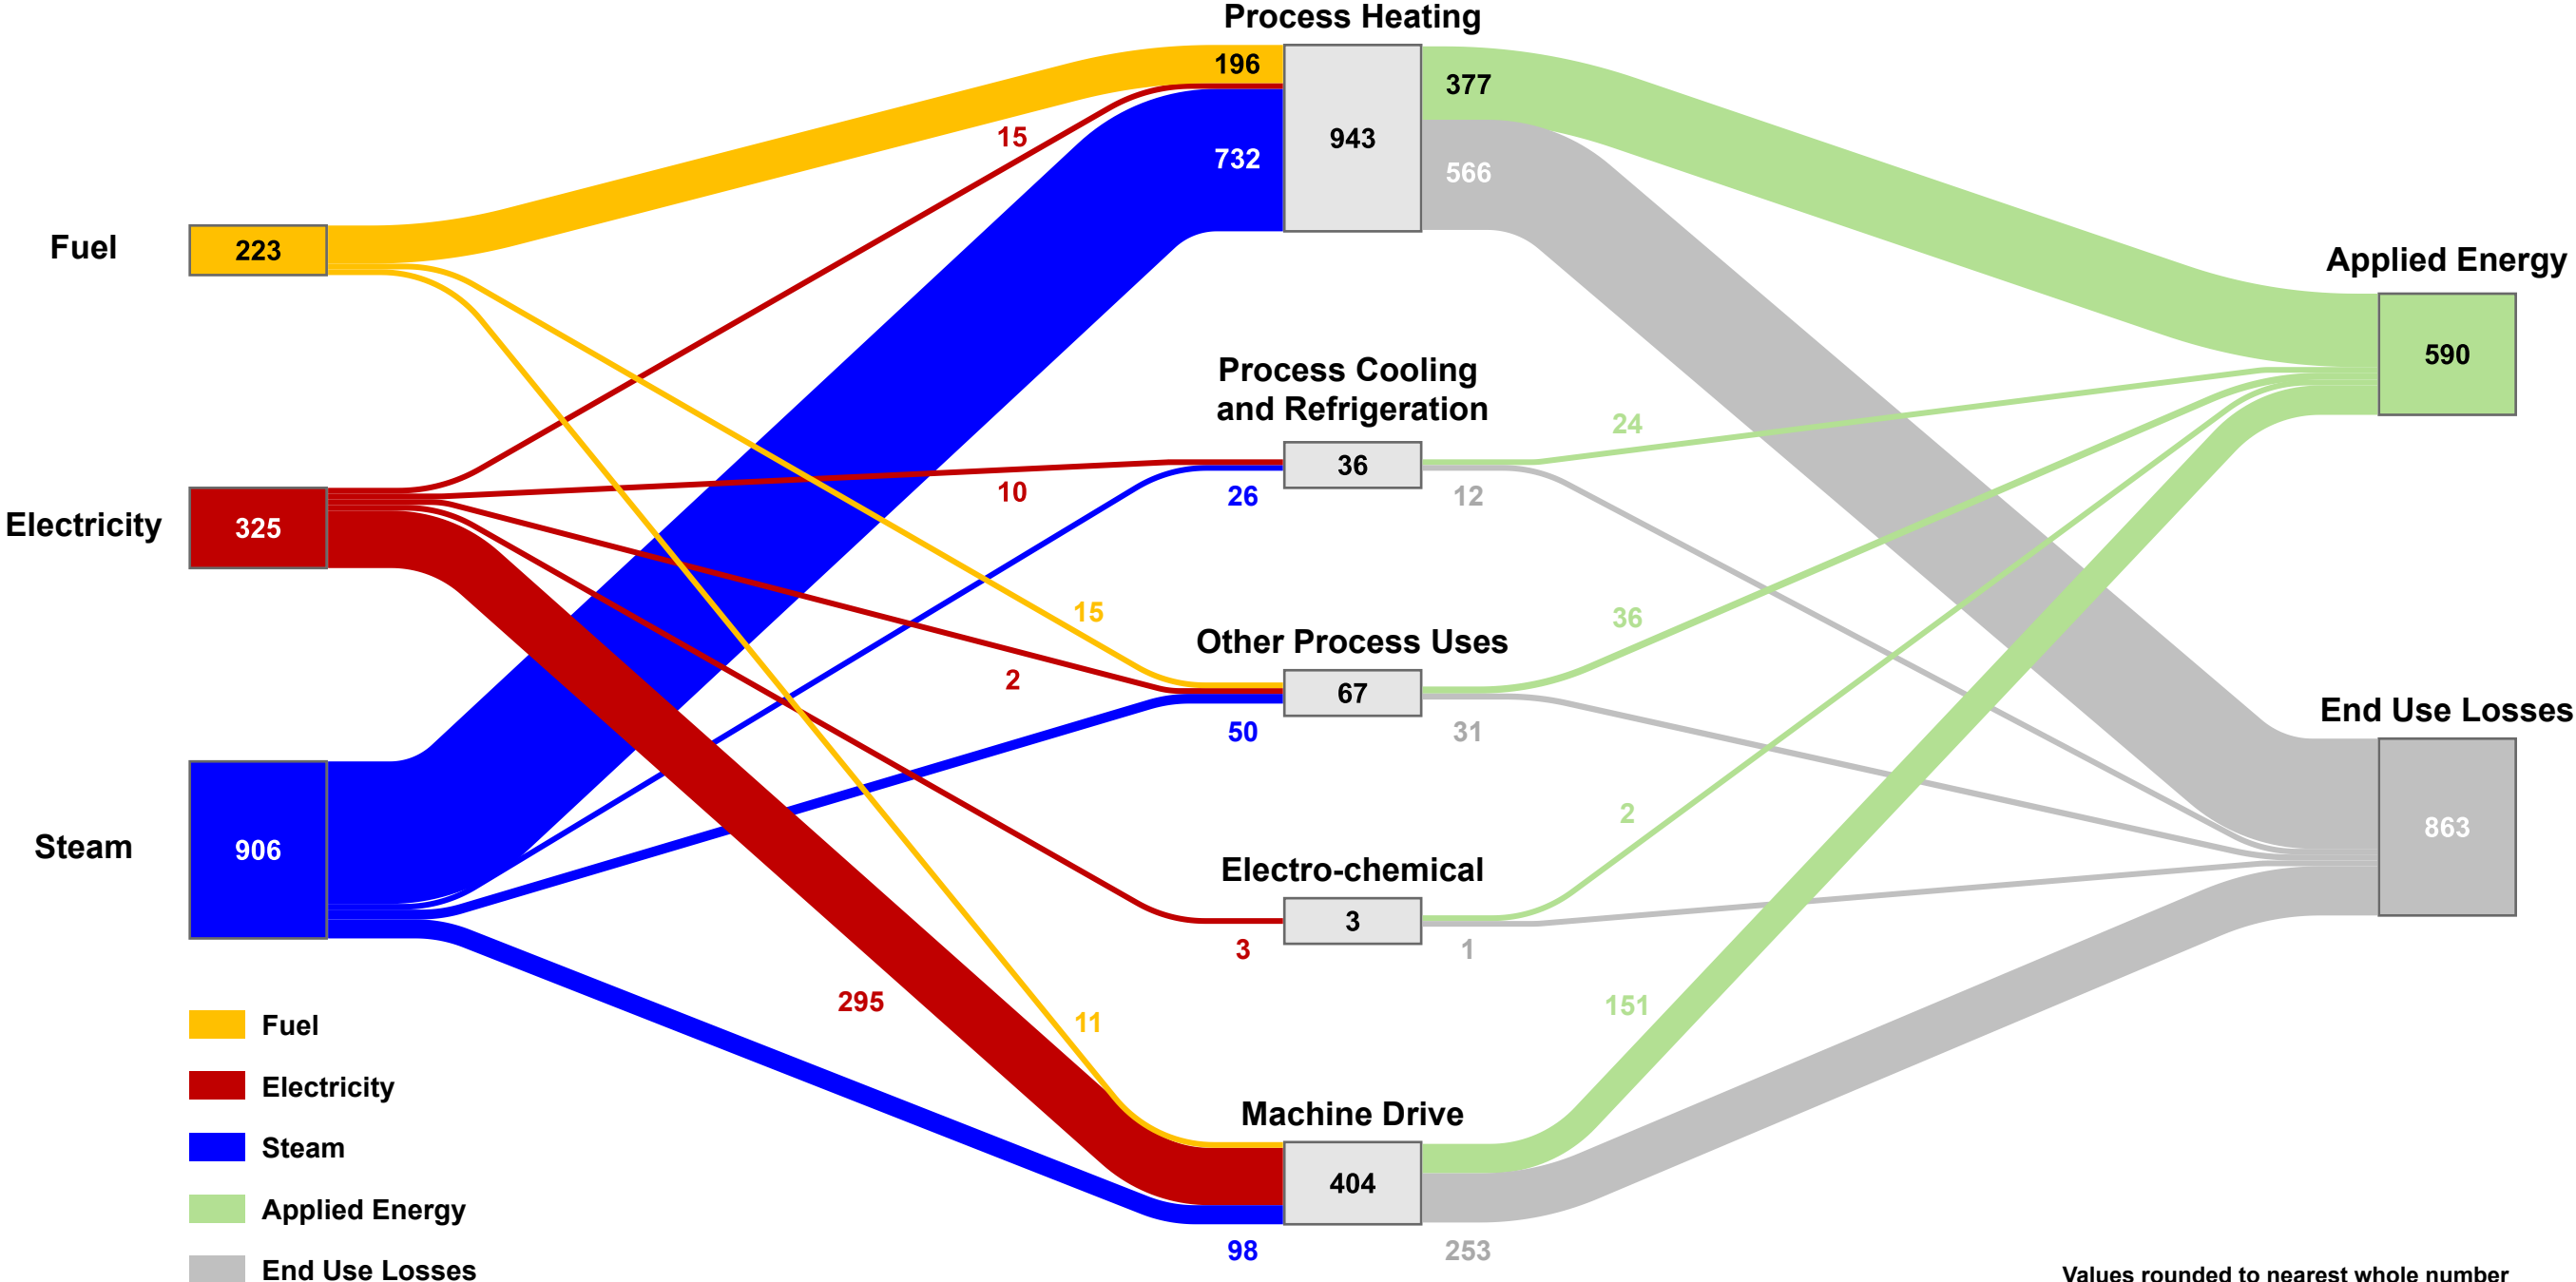 Process Heating
196
377
15
943
732
566
Fuel
223
Applied Energy
590
Process Cooling
and Refrigeration
24
36
10
26
12
Electricity
325
15
36
Other Process Uses
2
67
50
31
End Use Losses
863
Steam
906
2
Electro-chemical
3
3
1
295
11
151
Machine Drive
404
98
253
Fuel
Electricity
Steam
Applied Energy
End Use Losses
Values rounded to nearest whole number